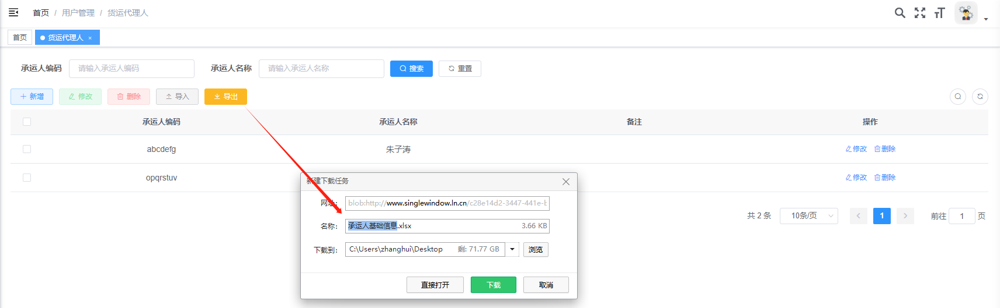 首页 / 用户管理 / 货运代理人
首页 货运代理人 ×
承运人编码 请输入承运人编码 承运人名称 请输入承运人名称 搜索 重置
新增 修改 删除 导入 导出
承运人编码 承运人名称 备注 操作
abcdefg 朱子涛 修改 删除
opqrstuv 修改 删除
新建下载任务
网址: blob:http://www.singlewindow.ln.cn/c28e14d2-3447-441e-b
名称: 承运人基础信息.xlsx 3.66 KB
下载到: C:\Users\zhanghui\Desktop 剩: 71.77 GB 浏览
直接打开 下载 取消
共 2 条 10条/页 < 1 > 前往 1 页